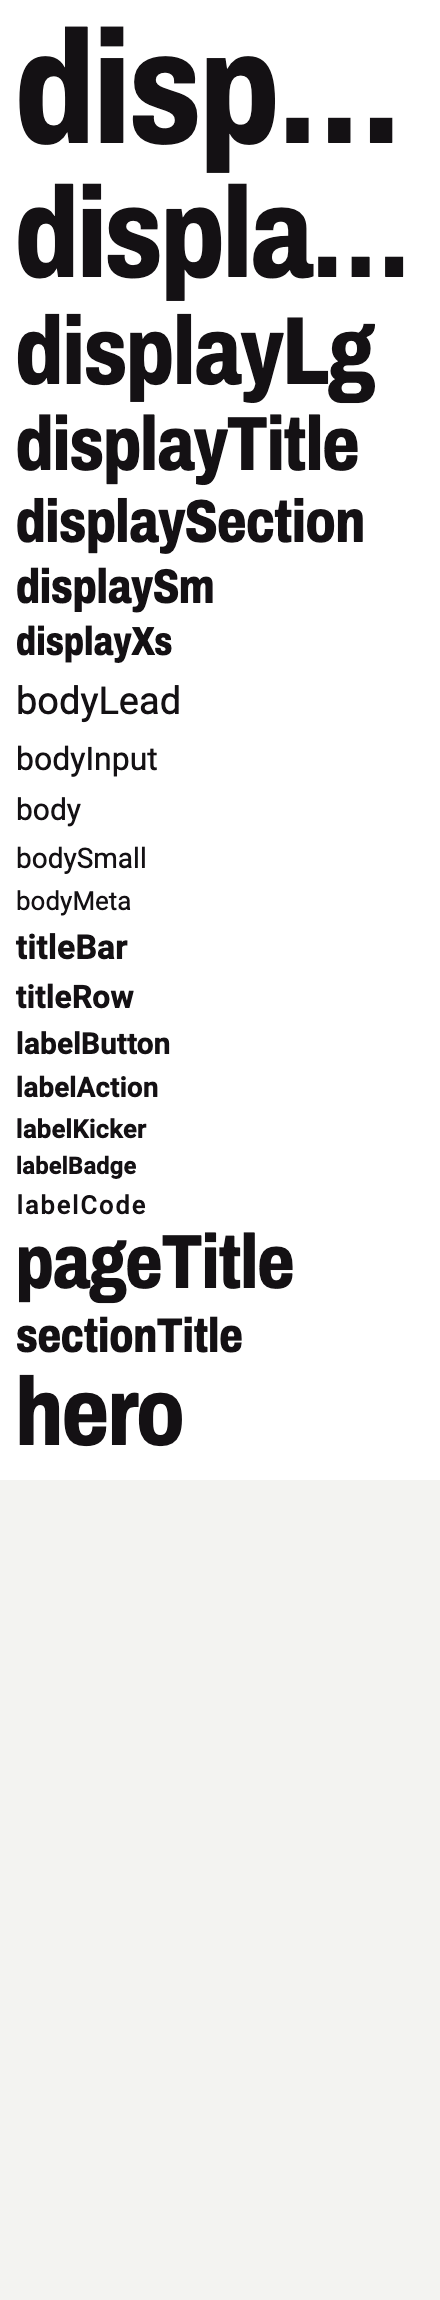 disp...
displa...
displayLg
displayTitle
displaySection
displaySm
displayXs
bodyLead
bodyInput
body
bodySmall
bodyMeta
titleBar
titleRow
labelButton
labelAction
labelKicker
labelBadge
labelCode
pageTitle
sectionTitle
hero